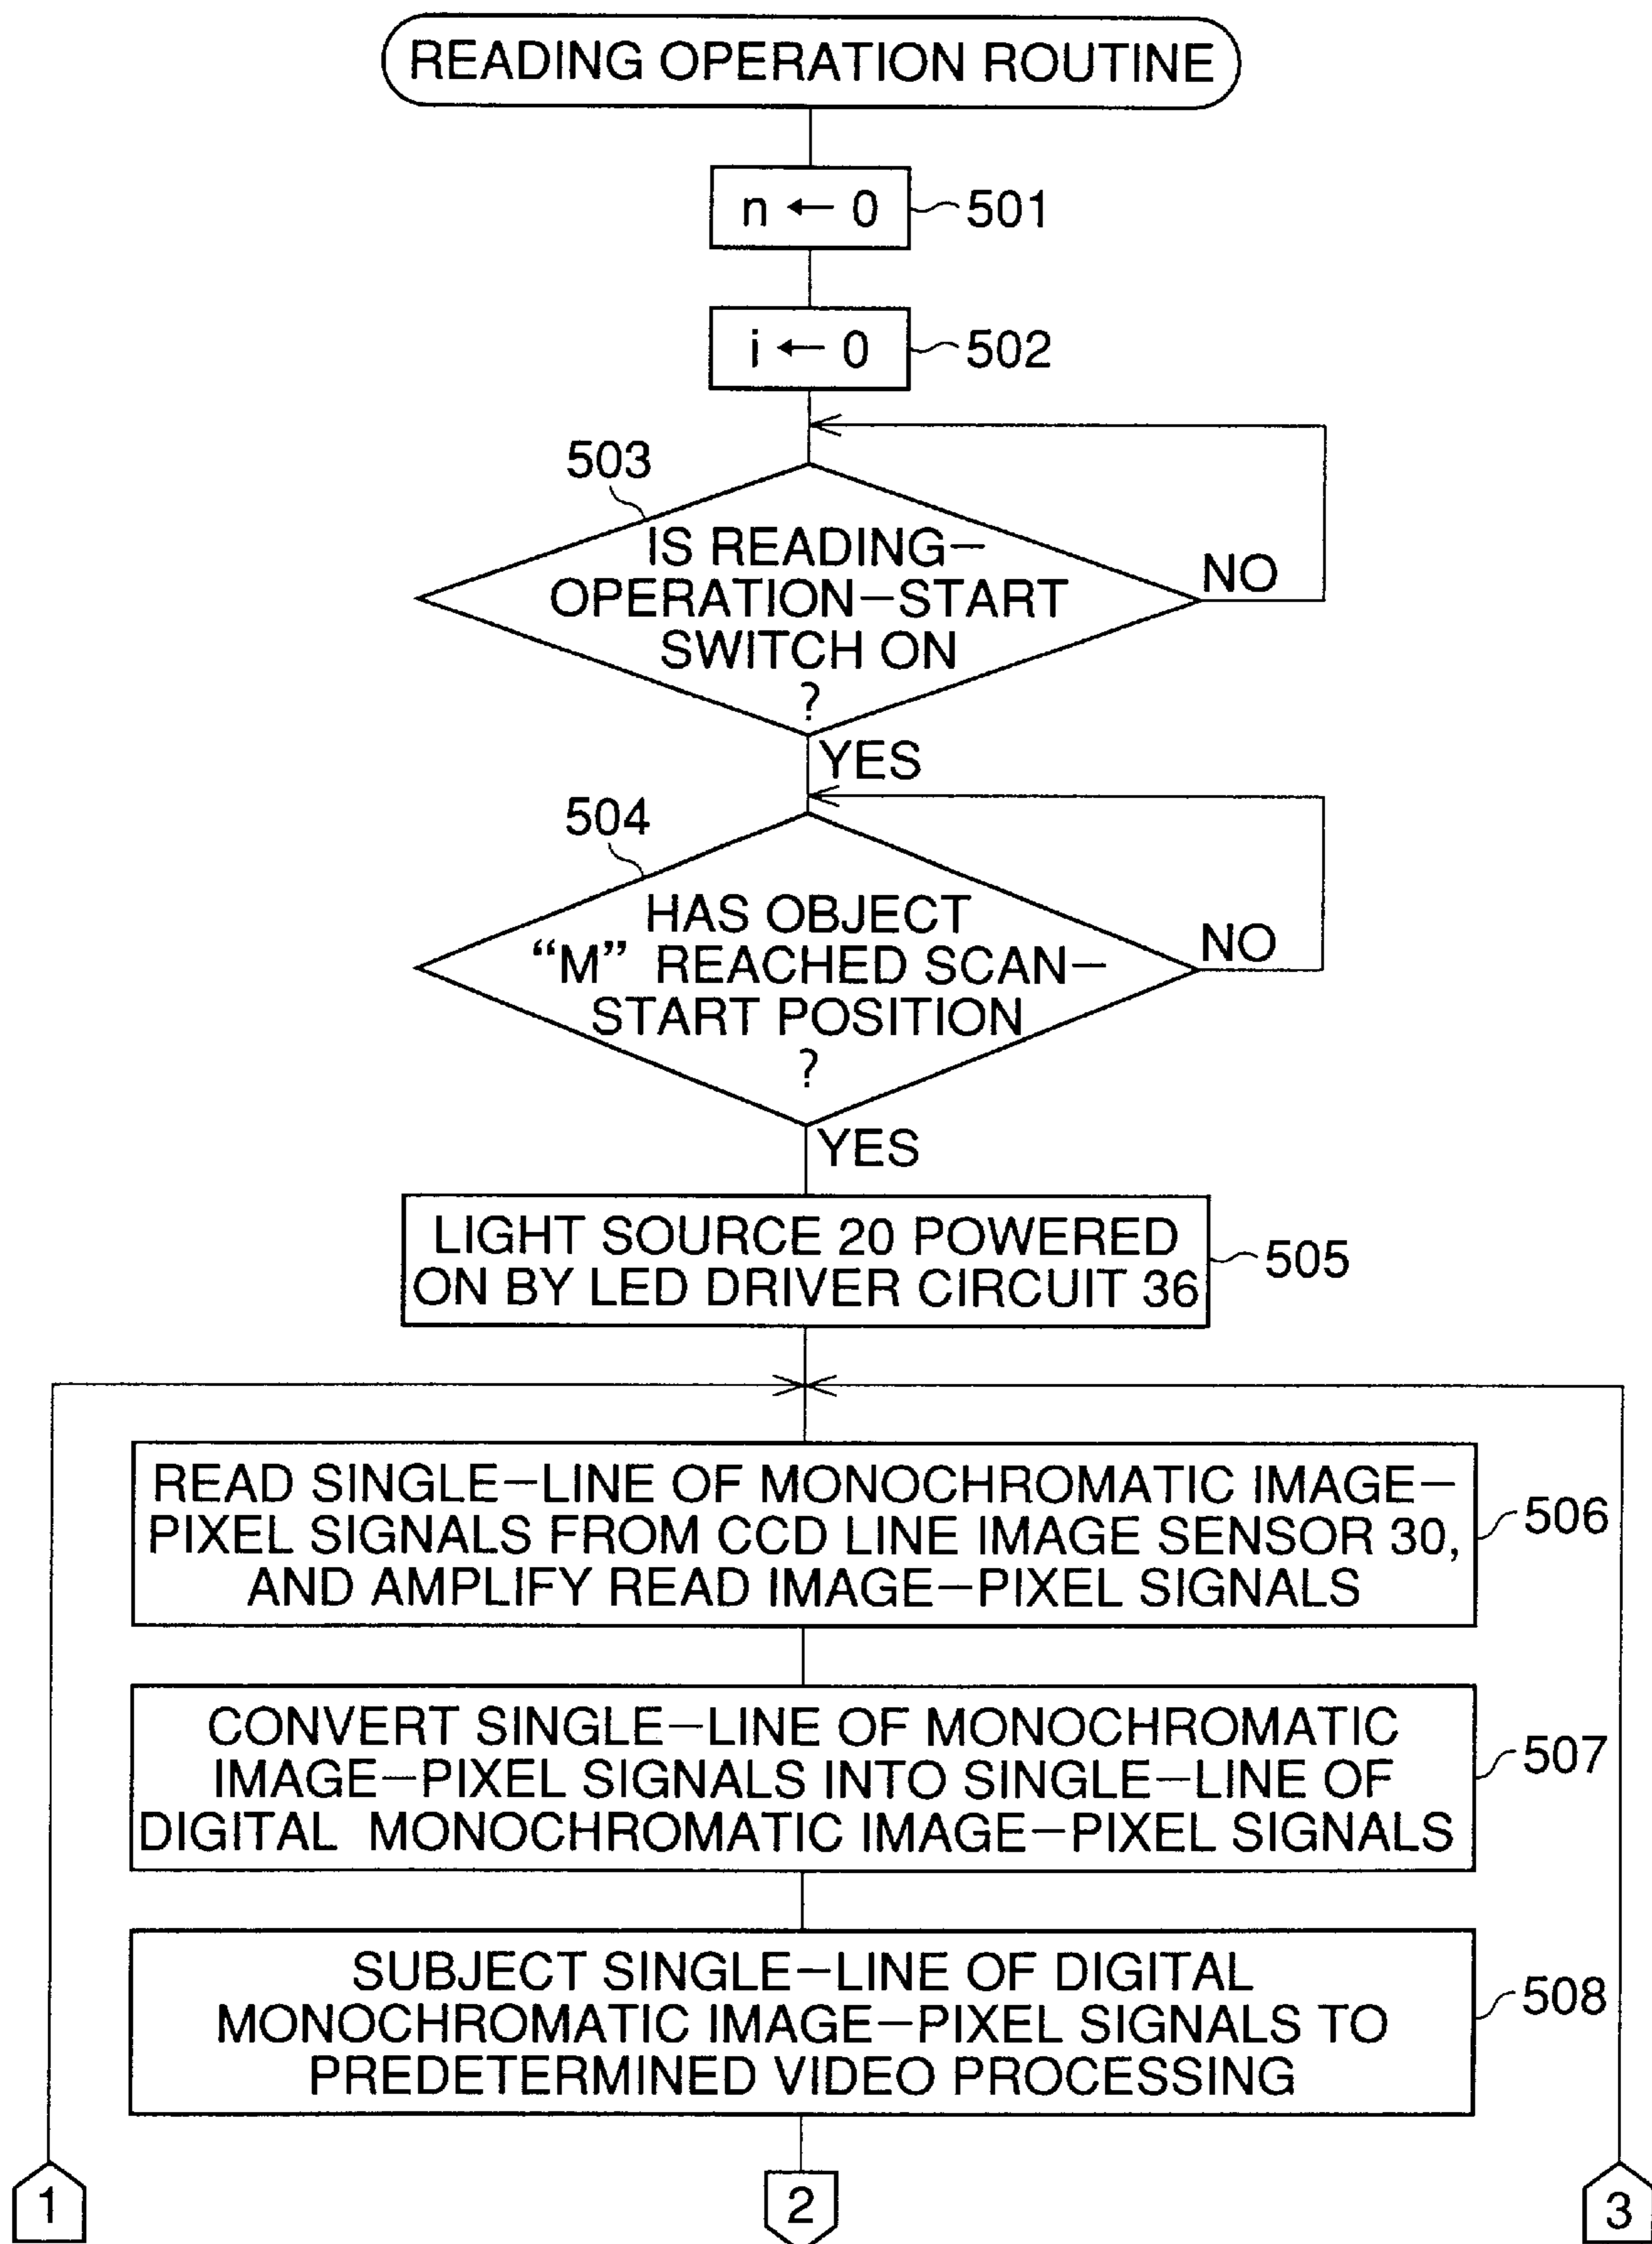 READING OPERATION ROUTINE
n ← 0
501
i ← 0
502
503
IS READING—
OPERATION—START
SWITCH ON
?
NO
YES
504
HAS OBJECT
“M” REACHED SCAN—
START POSITION
?
NO
YES
LIGHT SOURCE 20 POWERED
ON BY LED DRIVER CIRCUIT 36
505
READ SINGLE—LINE OF MONOCHROMATIC IMAGE—
PIXEL SIGNALS FROM CCD LINE IMAGE SENSOR 30,
AND AMPLIFY READ IMAGE—PIXEL SIGNALS
506
CONVERT SINGLE—LINE OF MONOCHROMATIC
IMAGE—PIXEL SIGNALS INTO SINGLE—LINE OF
DIGITAL MONOCHROMATIC IMAGE—PIXEL SIGNALS
507
SUBJECT SINGLE—LINE OF DIGITAL
MONOCHROMATIC IMAGE—PIXEL SIGNALS TO
PREDETERMINED VIDEO PROCESSING
508
1
2
3